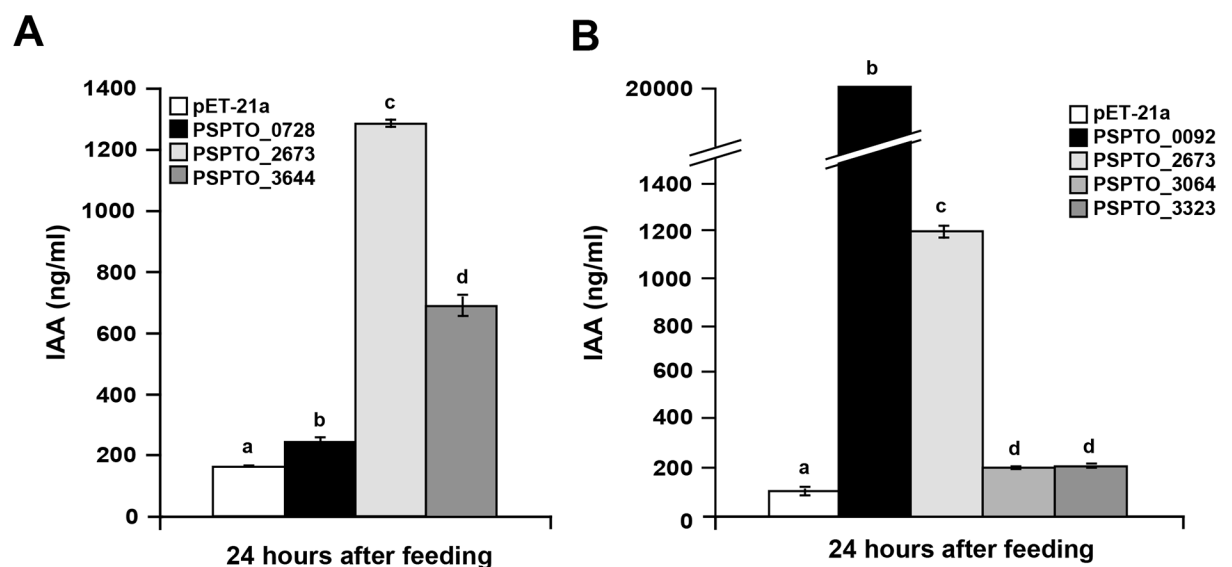 A
IAA (ng/ml)
1400
1200
1000
800
600
400
200
0
pET-21a
PSPTO_0728
PSPTO_2673
PSPTO_3644
a
b
c
d
24 hours after feeding
B
IAA (ng/ml)
20000
1400
1200
1000
800
600
400
200
0
pET-21a
PSPTO_0092
PSPTO_2673
PSPTO_3064
PSPTO_3323
a
b
c
d
d
24 hours after feeding